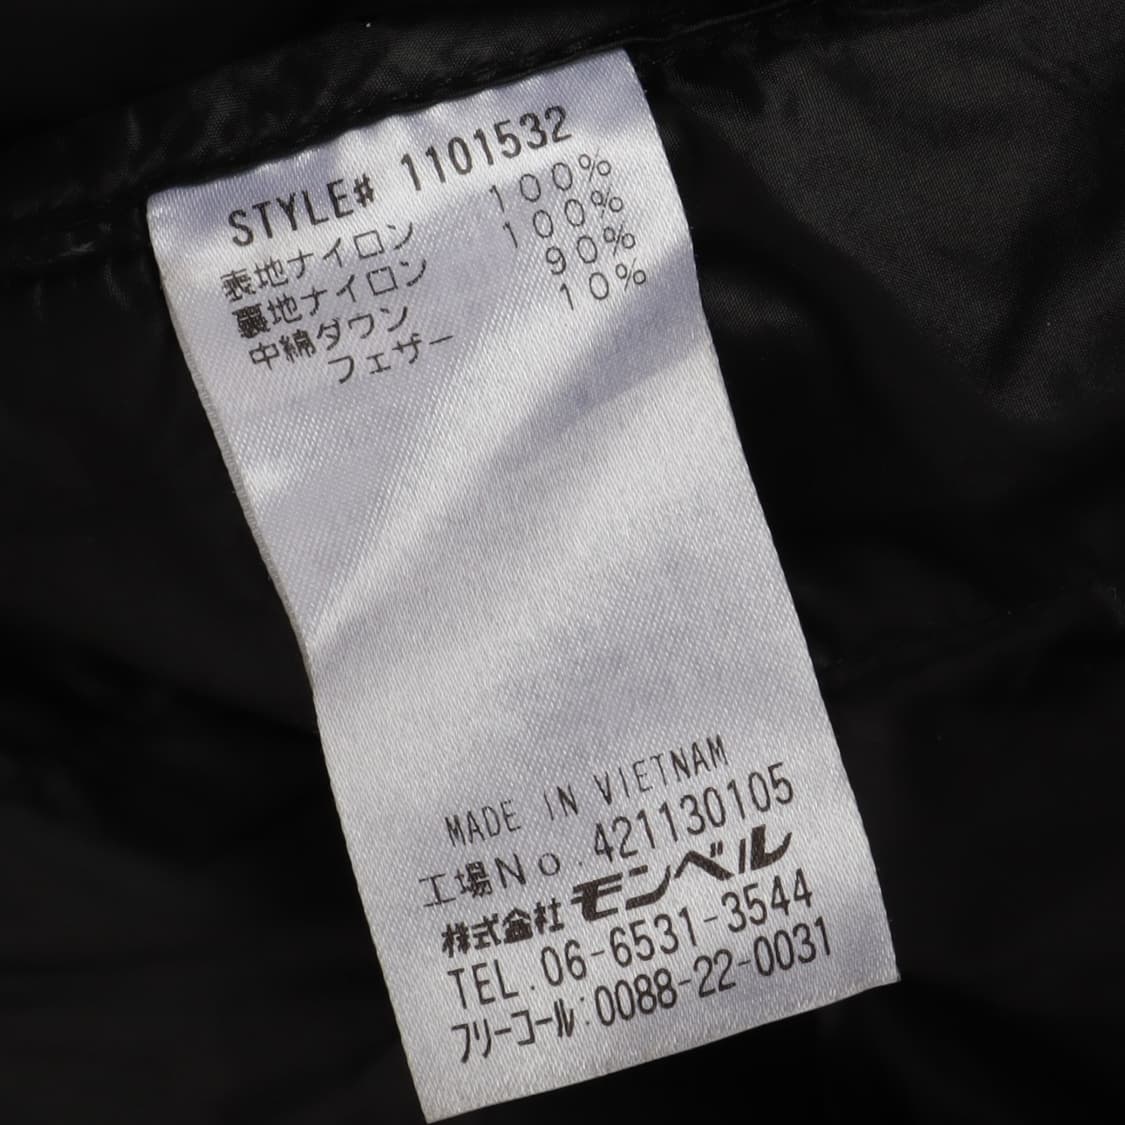 STYLE# 1101532
表地ナイロン 100%
裏地ナイロン 100%
中綿ダウン 90%
フェザー 10%
MADE IN VIETNAM
工場No.421130105
株式会社モンベル
TEL.06-6531-3544
フリーコール:0088-22-0031